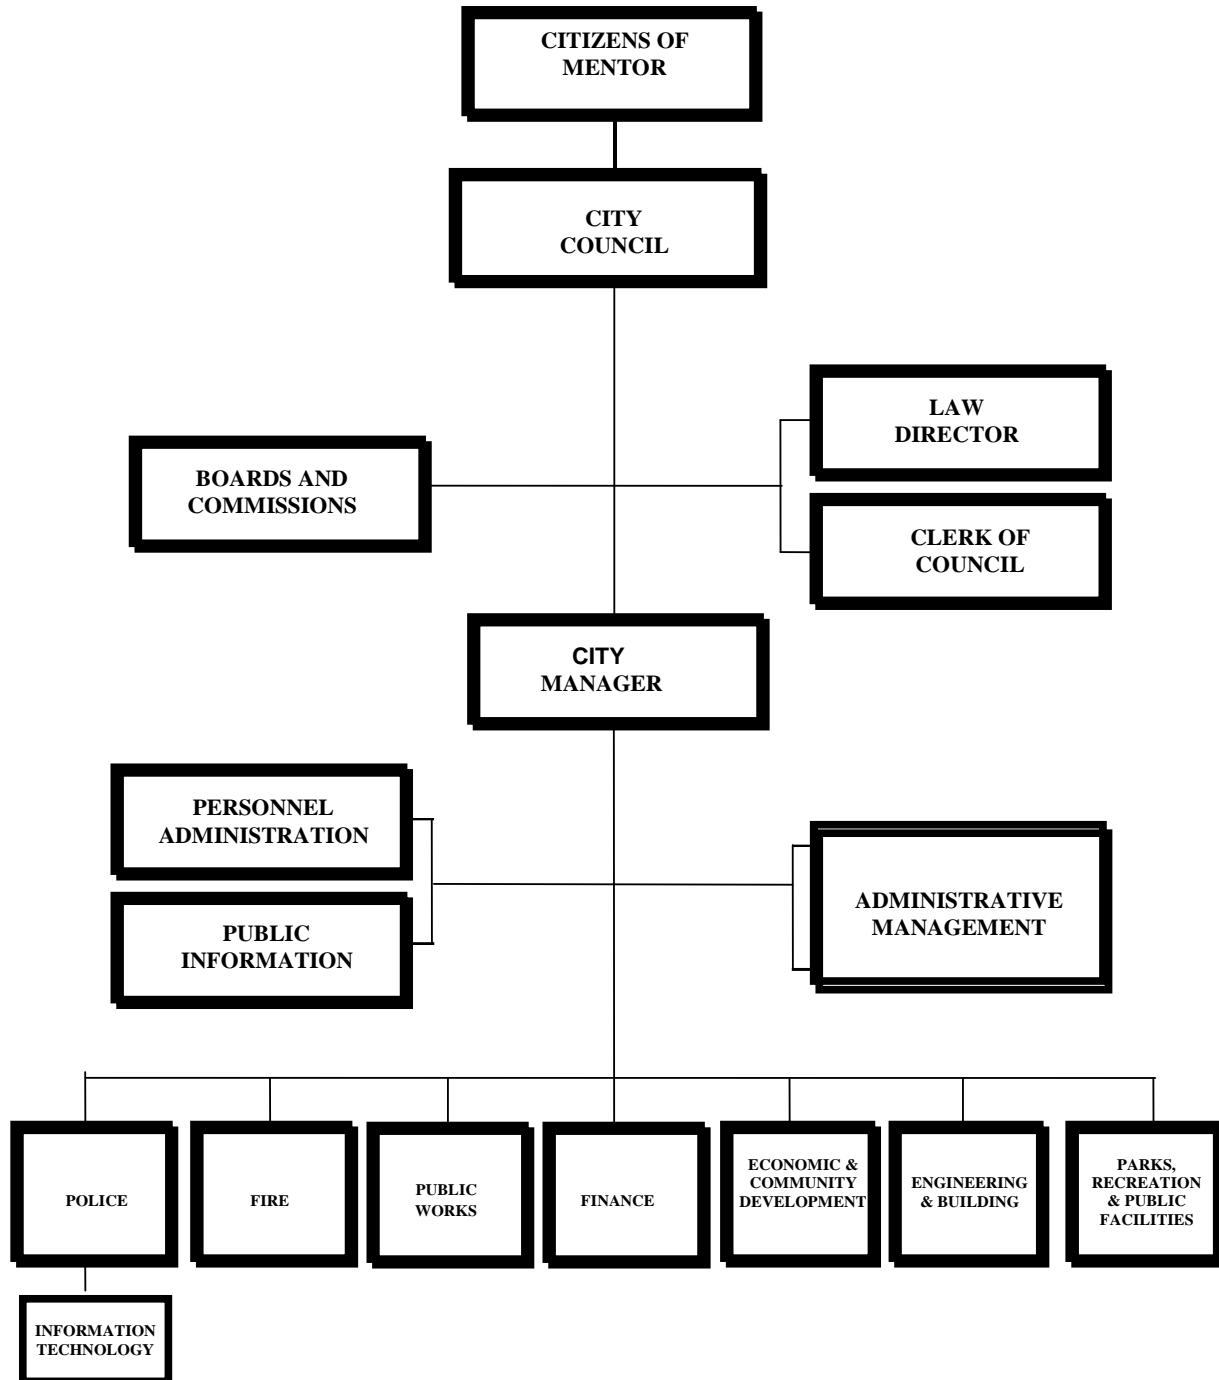 CITIZENS OF
MENTOR
CITY
COUNCIL
LAW
DIRECTOR
BOARDS AND
COMMISSIONS
CLERK OF
COUNCIL
CITY
MANAGER
PERSONNEL
ADMINISTRATION
ADMINISTRATIVE
MANAGEMENT
PUBLIC
INFORMATION
POLICE
FIRE
PUBLIC
WORKS
FINANCE
ECONOMIC &
COMMUNITY
DEVELOPMENT
ENGINEERING
& BUILDING
PARKS,
RECREATION
& PUBLIC
FACILITIES
INFORMATION
TECHNOLOGY